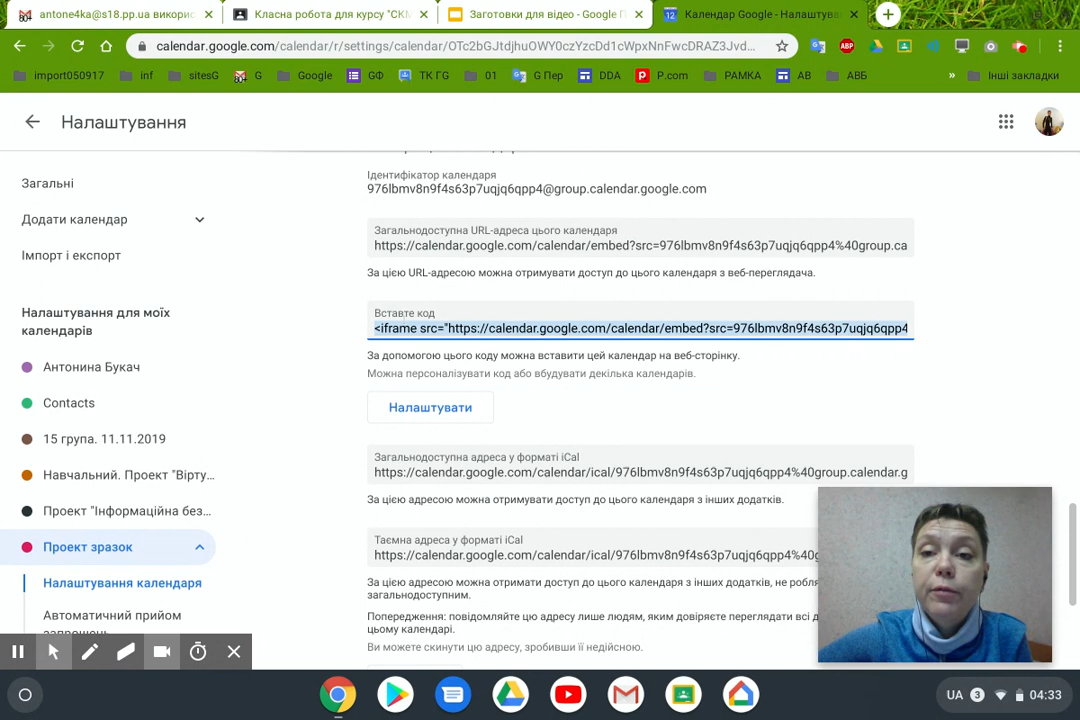 antone4ka@s18.pp.ua викорис
Класна робота для курсу "СКМ
Заготовки для відео - Google П
Календар Google - Налаштув
calendar.google.com/calendar/r/settings/calendar/OTc2bGJtdjhuOWY0czYzcDd1cWpxNnFwcDRAZ3Jvd...
import050917
inf
sitesG
G
Google
GФ
ТК ГG
01
G Пер
DDA
P.com
РАМКА
АВ
АВБ
»
Інші закладки
Налаштування
Загальні
Додати календар
Імпорт і експорт
Налаштування для моїх
календарів
Антонина Букач
Contacts
15 група. 11.11.2019
Навчальний. Проект "Вірту...
Проект "Інформаційна без...
Проект зразок
Налаштування календаря
Автоматичний прийом
Ідентифікатор календаря
976lbmv8n9f4s63p7uqjq6qpp4@group.calendar.google.com
Загальнодоступна URL-адреса цього календаря
https://calendar.google.com/calendar/embed?src=976lbmv8n9f4s63p7uqjq6qpp4%40group.ca
За цією URL-адресою можна отримувати доступ до цього календаря з веб-переглядача.
Вставте код
<iframe src="https://calendar.google.com/calendar/embed?src=976lbmv8n9f4s63p7uqjq6qpp4
За допомогою цього коду можна вставити цей календар на веб-сторінку.
Можна персоналізувати код або вбудувати декілька календарів.
Налаштувати
Загальнодоступна адреса у форматі iCal
https://calendar.google.com/calendar/ical/976lbmv8n9f4s63p7uqjq6qpp4%40group.calendar.g
За цією адресою можна отримувати доступ до цього календаря з інших додатків.
Таємна адреса у форматі iCal
https://calendar.google.com/calendar/ical/976lbmv8n9f4s63p7uqjq6qpp4%40g
За цією адресою можна отримати доступ до цього календаря з інших додатків, не робля
загальнодоступним.
Попередження: повідомляйте цю адресу лише людям, яким довіряєте переглядати всі д
цьому календарі.
Ви можете скинути цю адресу, зробивши її недійсною.
UA 3 04:33